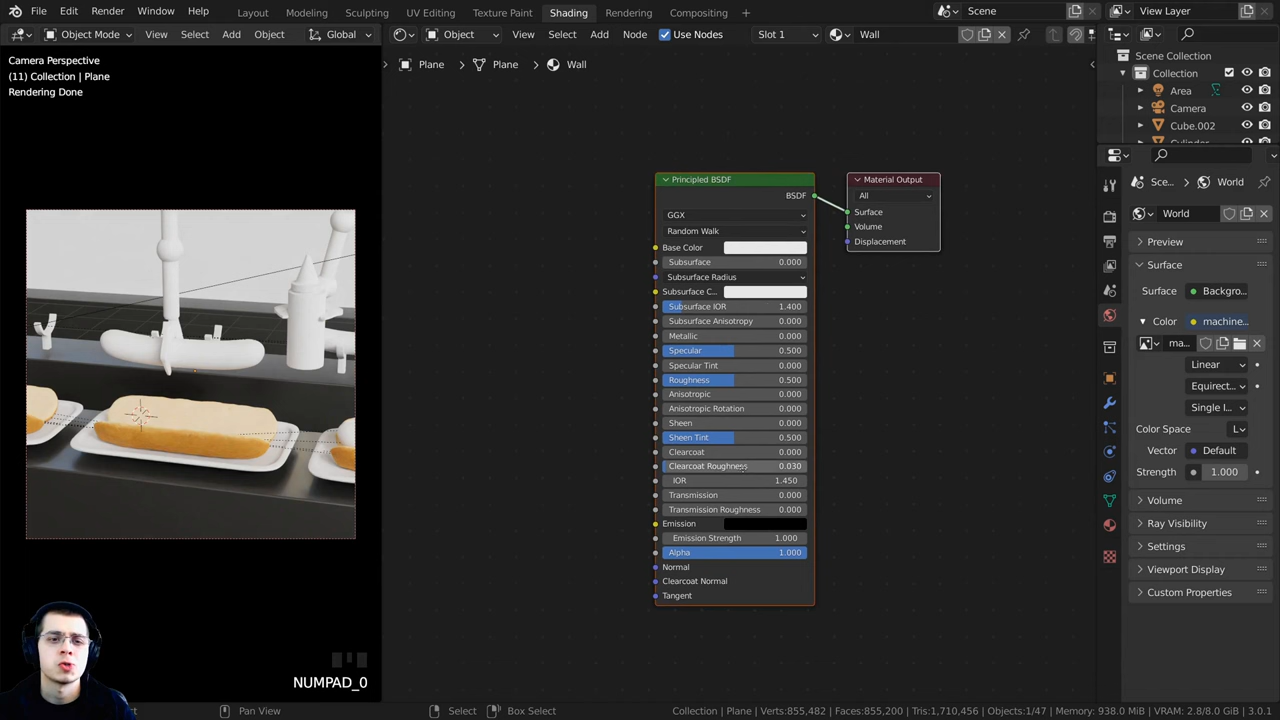 File Edit Render Window Help Layout Modeling Sculpting UV Editing Texture Paint Shading Rendering Compositing + Scene View Layer
Object Mode View Select Add Object Global Object View Select Add Node Use Nodes Slot 1 Wall
Camera Perspective
(11) Collection | Plane
Rendering Done
Plane > Plane > Wall
Scene Collection
Collection
Area
Camera
Cube.002
Principled BSDF
BSDF
GGX
Random Walk
Base Color
Subsurface 0.000
Subsurface Radius
Subsurface C...
Subsurface IOR 1.400
Subsurface Anisotropy 0.000
Metallic 0.000
Specular 0.500
Specular Tint 0.000
Roughness 0.500
Anisotropic 0.000
Anisotropic Rotation 0.000
Sheen 0.000
Sheen Tint 0.500
Clearcoat 0.000
Clearcoat Roughness 0.030
IOR 1.450
Transmission 0.000
Transmission Roughness 0.000
Emission
Emission Strength 1.000
Alpha 1.000
Normal
Clearcoat Normal
Tangent
Material Output
All
Surface
Volume
Displacement
Sce... > World
World
Preview
Surface
Surface Backgro...
Color machine...
ma...
Linear
Equirect...
Single I...
Color Space L
Vector Default
Strength 1.000
Volume
Ray Visibility
Settings
Viewport Display
Custom Properties
NUMPAD_0
Pan View Select Box Select Collection | Plane | Verts:855,482 | Faces:855,200 | Tris:1,710,456 | Objects:1/47 | Memory: 938.0 MiB | VRAM: 2.8/8.0 GiB | 3.0.1